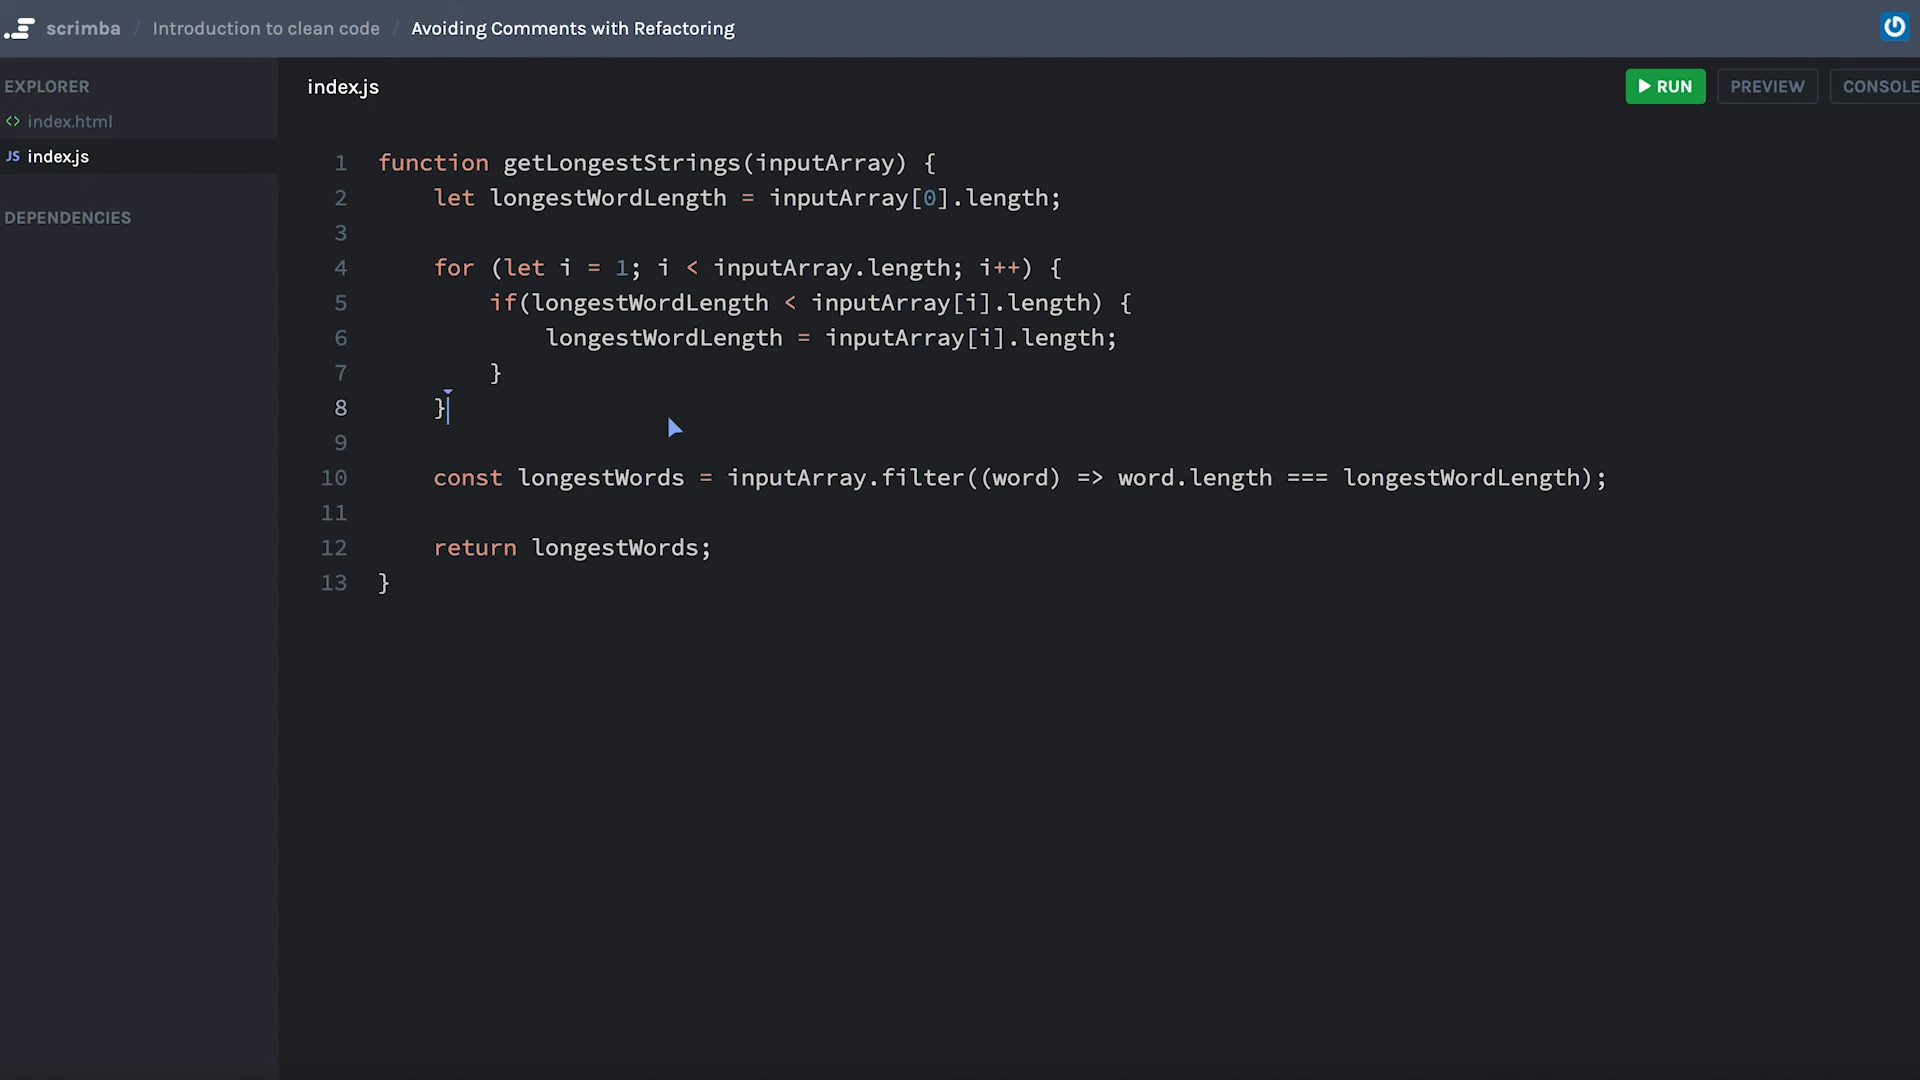 scrimba / Introduction to clean code / Avoiding Comments with Refactoring
EXPLORER
<> index.html
JS index.js
DEPENDENCIES
index.js
RUN PREVIEW CONSOLE
1 function getLongestStrings(inputArray) {
2     let longestWordLength = inputArray[0].length;
3
4     for (let i = 1; i < inputArray.length; i++) {
5         if(longestWordLength < inputArray[i].length) {
6             longestWordLength = inputArray[i].length;
7         }
8     }
9
10     const longestWords = inputArray.filter((word) => word.length === longestWordLength);
11
12     return longestWords;
13 }